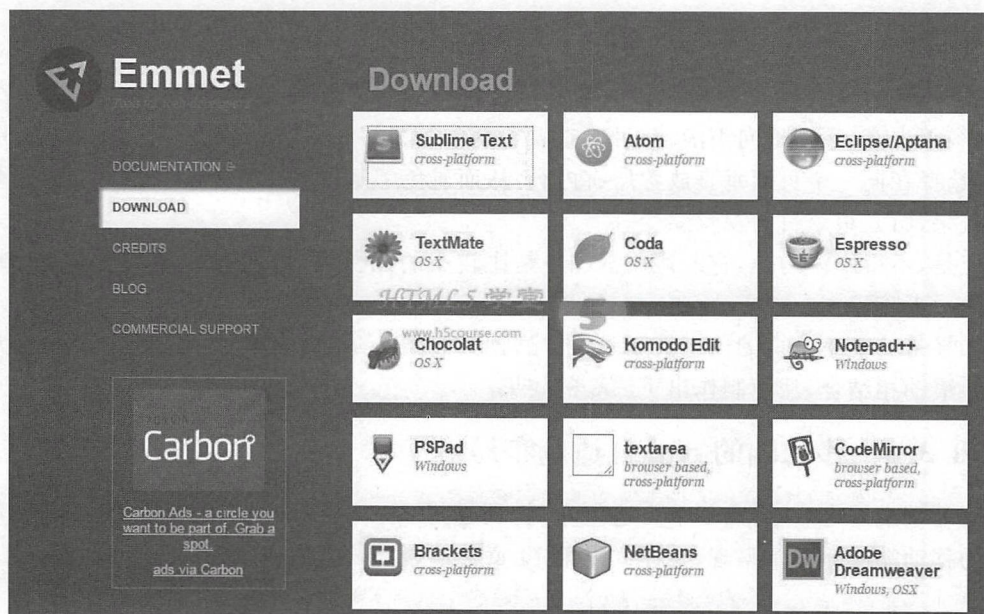 Emmet
Download
DOCUMENTATION
DOWNLOAD
CREDITS
BLOG
COMMERCIAL SUPPORT
Carbon
Carbon Ads - a circle you
want to be part of. Grab a
spot.
ads via Carbon
S
Sublime Text
cross-platform
Atom
cross-platform
Eclipse/Aptana
cross-platform
TextMate
OS X
Coda
OS X
Espresso
OS X
HTML5 学堂
www.h5course.com
Chocolat
OS X
Komodo Edit
cross-platform
Notepad++
Windows
PSPad
Windows
textarea
browser based,
cross-platform
CodeMirror
browser based,
cross-platform
Brackets
cross-platform
NetBeans
cross-platform
Dw
Adobe
Dreamweaver
Windows, OSX